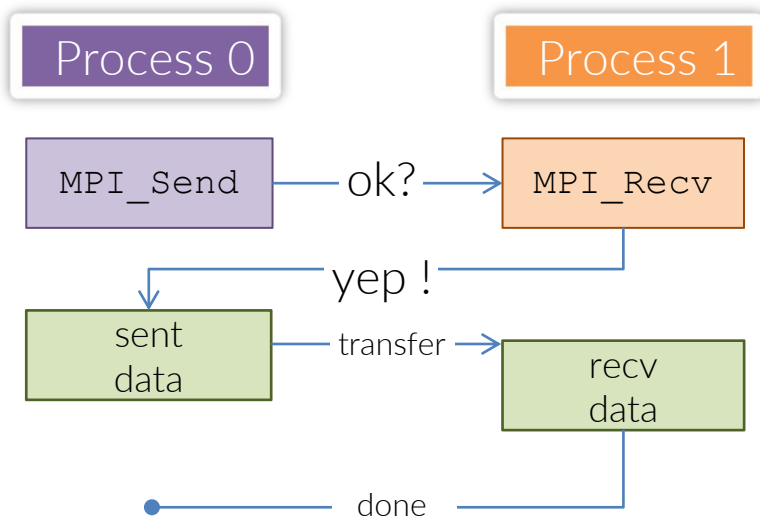 Process 0
Process 1
MPI_Send
ok?
MPI_Recv
yep !
sent
data
transfer
recv
data
done